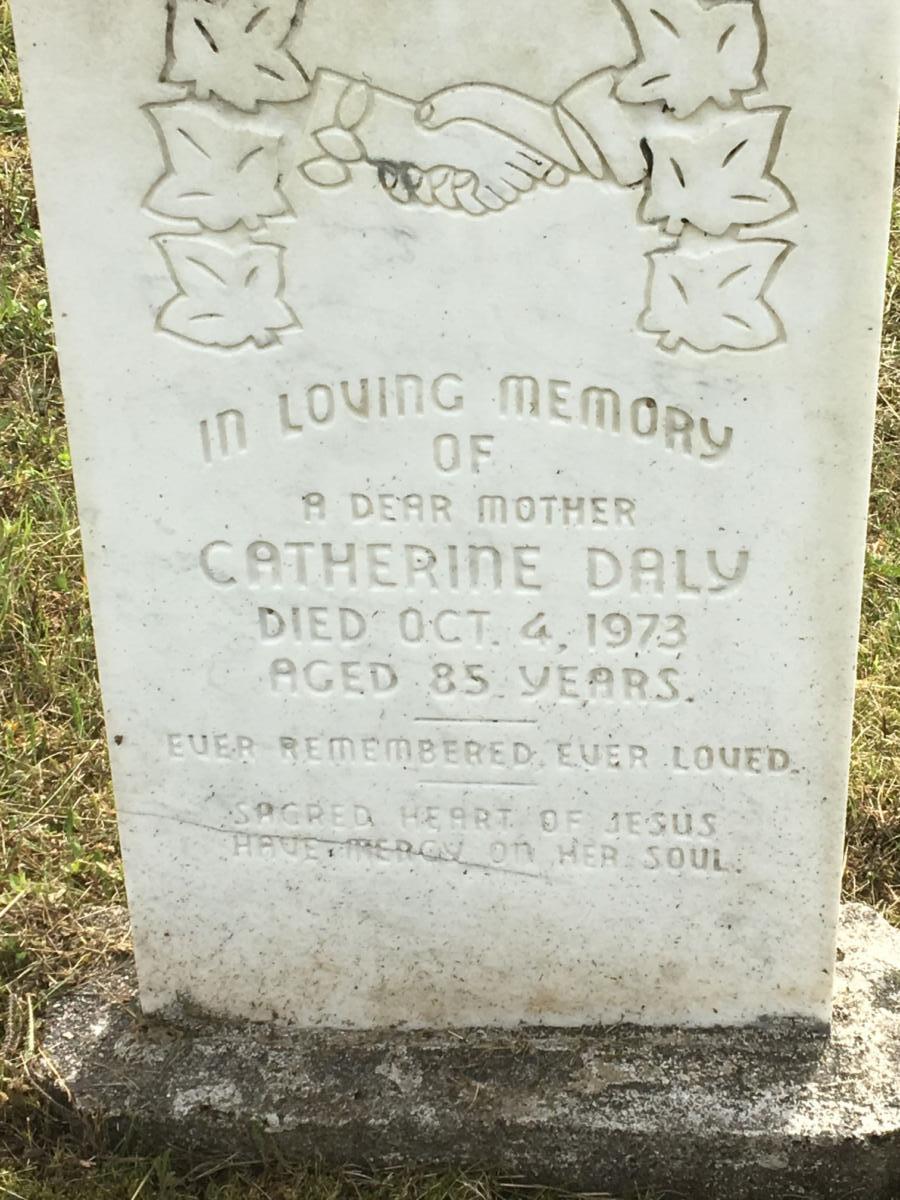 IN LOVING MEMORY
OF
A DEAR MOTHER
CATHERINE DALY
DIED OCT. 4, 1973
AGED 85 YEARS.
EVER REMEMBERED, EVER LOVED.
SACRED HEART OF JESUS
HAVE MERCY ON HER SOUL.